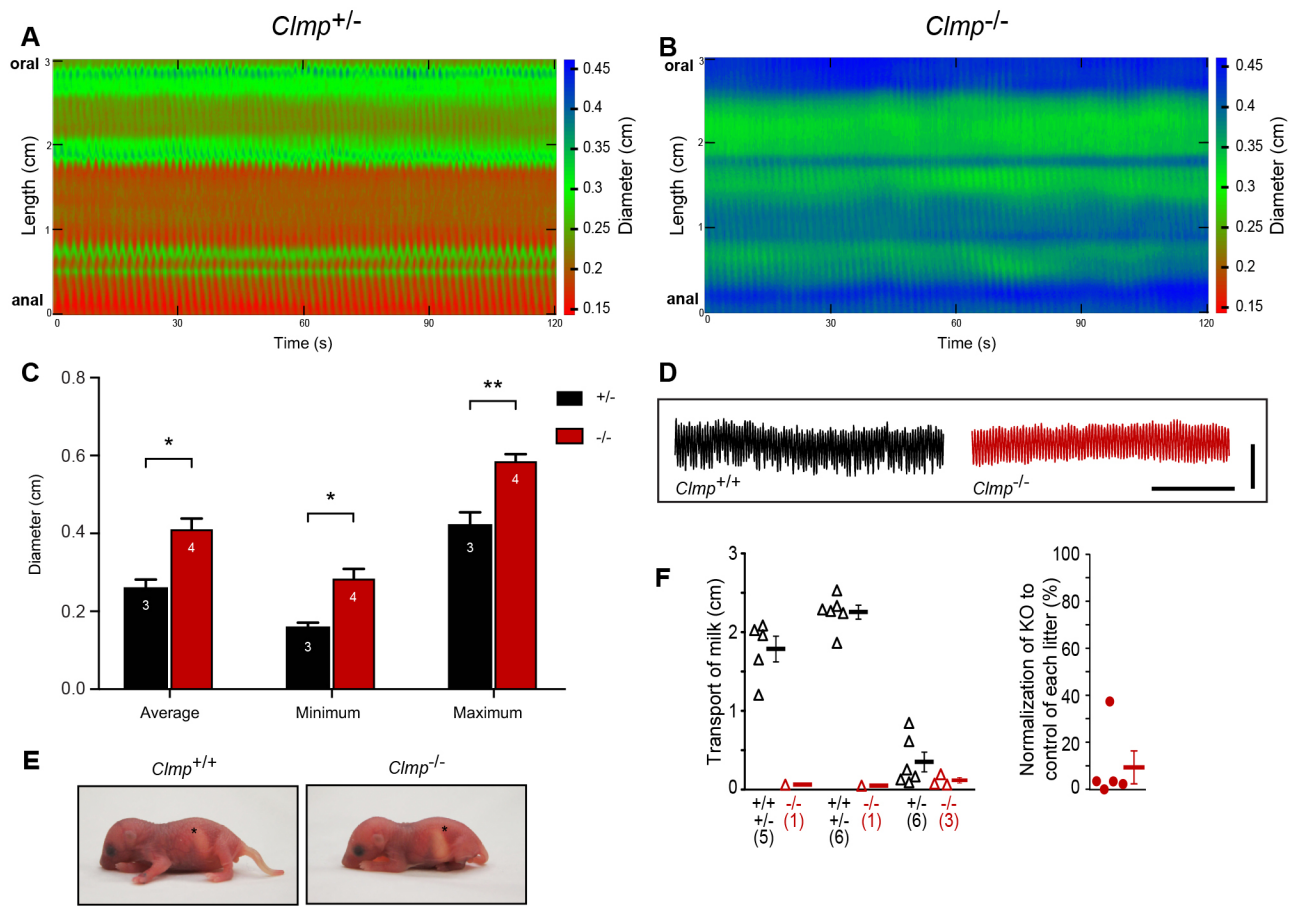 Clmp+/-
Clmp-/-
A
oral
3
2
1
anal
0
Length (cm)
0 30 60 90 120
Time (s)
0.45
0.4
0.35
0.3
0.25
0.2
0.15
Diameter (cm)
B
oral
3
2
1
anal
0
Length (cm)
0 30 60 90 120
Time (s)
0.45
0.4
0.35
0.3
0.25
0.2
0.15
Diameter (cm)
C
0.8
0.6
0.4
0.2
0.0
Diameter (cm)
* * **
3 4 3 4 3 4
Average Minimum Maximum
+/-
-/-
D
Clmp+/+
Clmp-/-
E
Clmp+/+
Clmp-/-
*
*
F
3
2
1
0
Transport of milk (cm)
+/+ -/- +/+ -/- +/- -/-
+/- (1) +/- (1) (6) (3)
(5) (6)
100
80
60
40
20
0
Normalization of KO to
control of each litter (%)